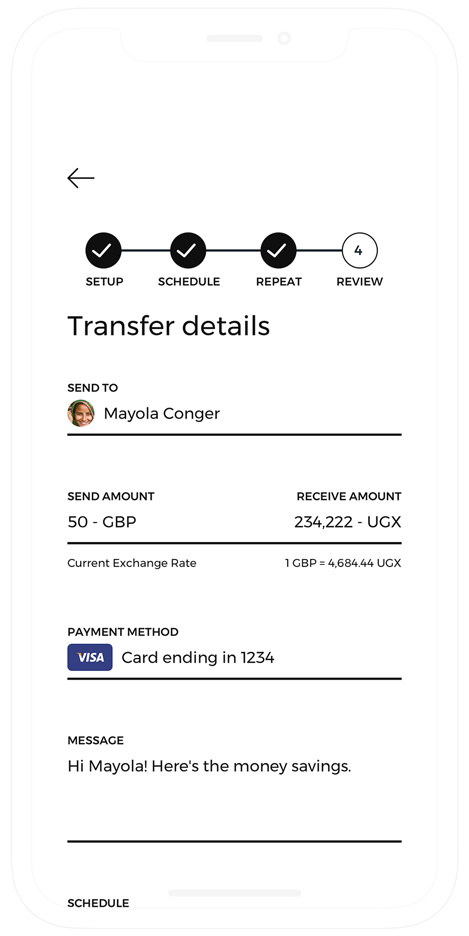 4
SETUP SCHEDULE REPEAT REVIEW
Transfer details
SEND TO
Mayola Conger
SEND AMOUNT RECEIVE AMOUNT
50 - GBP 234,222 - UGX
Current Exchange Rate 1 GBP = 4,684.44 UGX
PAYMENT METHOD
VISA Card ending in 1234
MESSAGE
Hi Mayola! Here's the money savings.
SCHEDULE